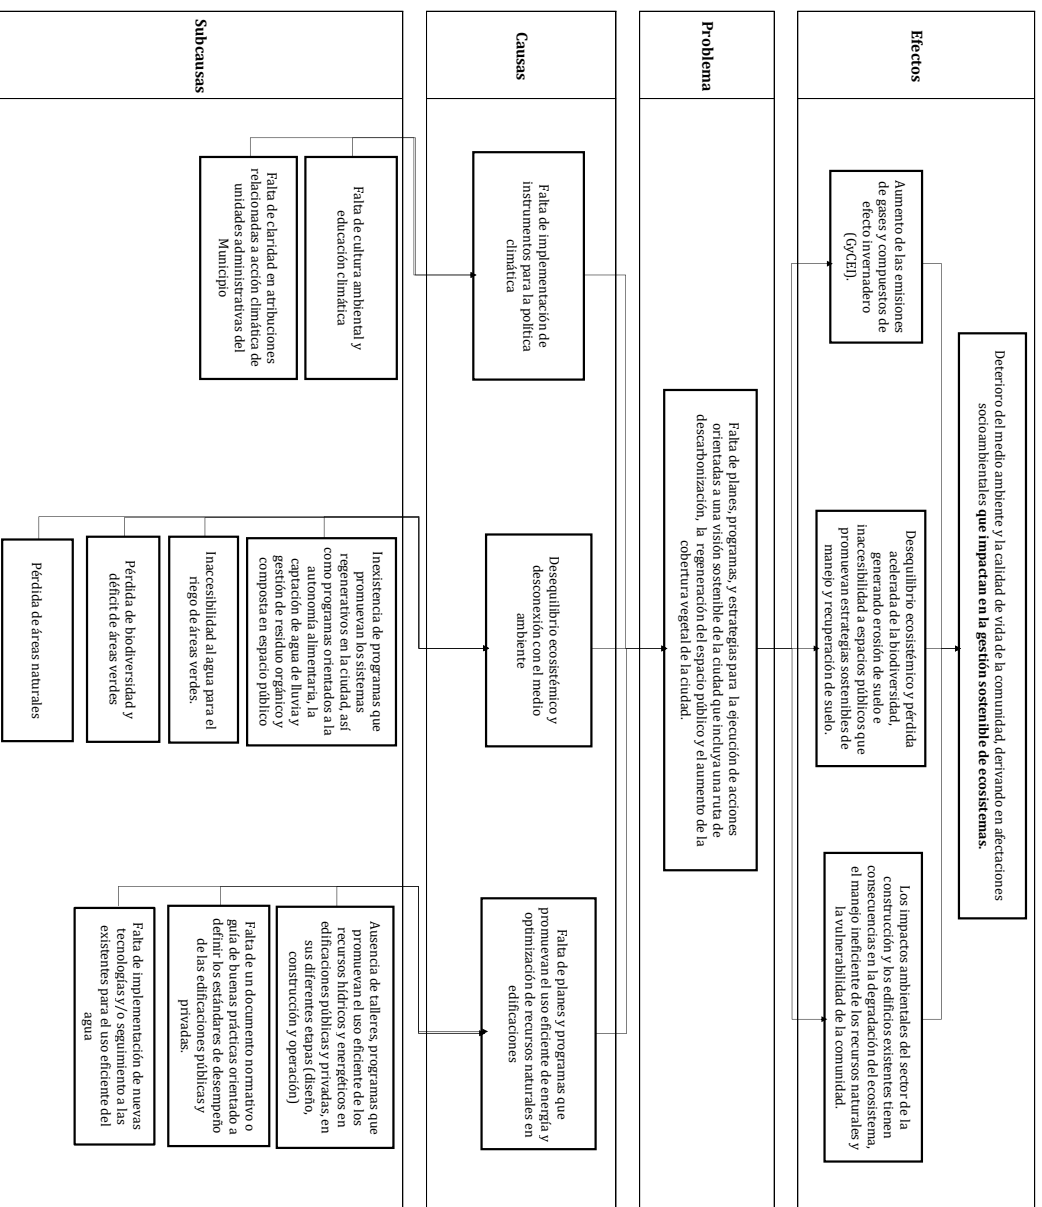 Efectos
Deterioro del medio ambiente y la calidad de vida de la comunidad, derivando en afectaciones
socioambientales que impactan en la gestión sostenible de ecosistemas.
Aumento de las emisiones
de gases y compuestos de
efecto invernadero
(GyCEI).
Desequilibrio ecosistémico y pérdida
acelerada de la biodiversidad,
generando erosión de suelo e
inaccesibilidad a espacios públicos que
promuevan estrategias sostenibles de
manejo y recuperación de suelo.
Los impactos ambientales del sector de la
construcción y los edificios existentes tienen
consecuencias en la degradación del ecosistema,
el manejo ineficiente de los recursos naturales y
la vulnerabilidad de la comunidad.
Problema
Falta de planes, programas, y estrategias para la ejecución de acciones
orientadas a una visión sostenible de la ciudad que incluya una ruta de
descarbonización, la regeneración del espacio público y el aumento de la
cobertura vegetal de la ciudad.
Causas
Falta de implementación de
instrumentos para la política
climática
Desequilibrio ecosistémico y
desconexión con el medio
ambiente
Falta de planes y programas que
promuevan el uso eficiente de energía y
optimización de recursos naturales en
edificaciones
Subcausas
Falta de cultura ambiental y
educación climática
Falta de claridad en atribuciones
relacionadas a acción climática de
unidades administrativas del
Municipio
Inexistencia de programas que
promuevan los sistemas
regenerativos en la ciudad, así
como programas orientados a la
autonomía alimentaria, la
captación de agua de lluvia y
gestión de residuo orgánico y
composta en espacio público
Inaccesibilidad al agua para el
riego de áreas verdes.
Pérdida de biodiversidad y
déficit de áreas verdes
Pérdida de áreas naturales
Ausencia de talleres, programas que
promuevan el uso eficiente de los
recursos hídricos y energéticos en
edificaciones públicas y privadas, en
sus diferentes etapas (diseño,
construcción y operación)
Falta de un documento normativo o
guía de buenas prácticas orientado a
definir los estándares de desempeño
de las edificaciones públicas y
privadas.
Falta de implementación de nuevas
tecnologías y/o seguimiento a las
existentes para el uso eficiente del
agua